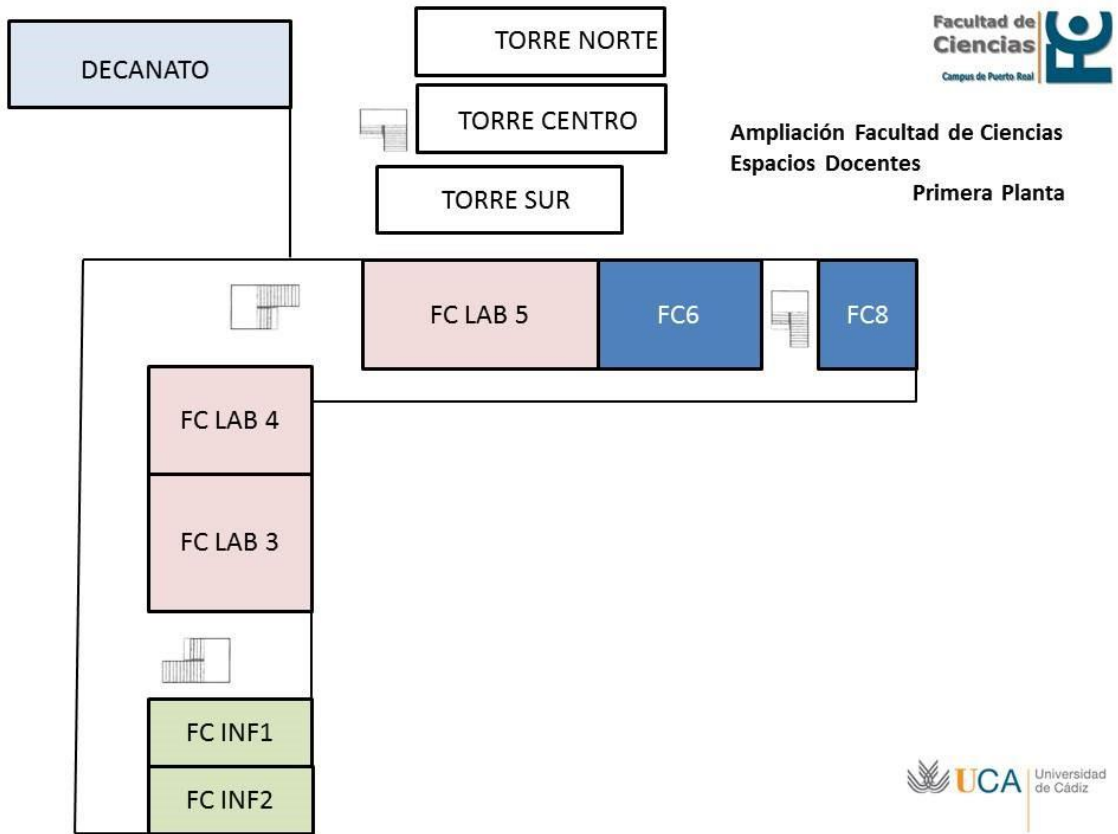 DECANATO
TORRE NORTE
TORRE CENTRO
TORRE SUR
Facultad de
Ciencias
Campus de Puerto Real
FC
Ampliación Facultad de Ciencias
Espacios Docentes
Primera Planta
FC LAB 5
FC6
FC8
FC LAB 4
FC LAB 3
FC INF1
FC INF2
UCA
Universidad
de Cádiz